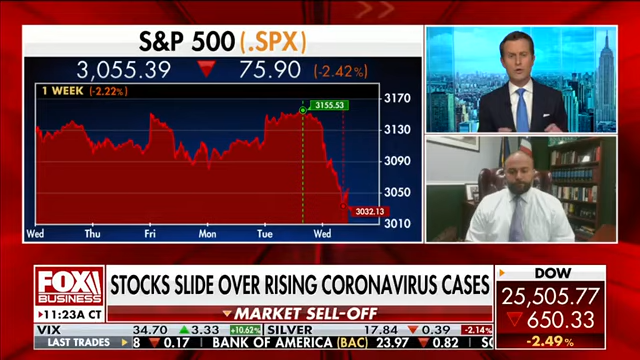 S&P 500 (.SPX)
3,055.39 ▼ 75.90 (-2.42%)
1 WEEK (-2.22%)
3155.53
3170
3130
3090
3050
3032.13
3010
Wed Thu Fri Mon Tue Wed
FOX
BUSINESS
STOCKS SLIDE OVER RISING CORONAVIRUS CASES
11:23A CT
MARKET SELL-OFF
DOW
25,505.77
▼ 650.33
-2.49%
VIX 34.70 ▲ 3.33 +10.62% SILVER 17.84 ▼ 0.39 -2.14%
LAST TRADES 8 ▼ 0.17 BANK OF AMERICA (BAC) 23.97 ▼ 0.82